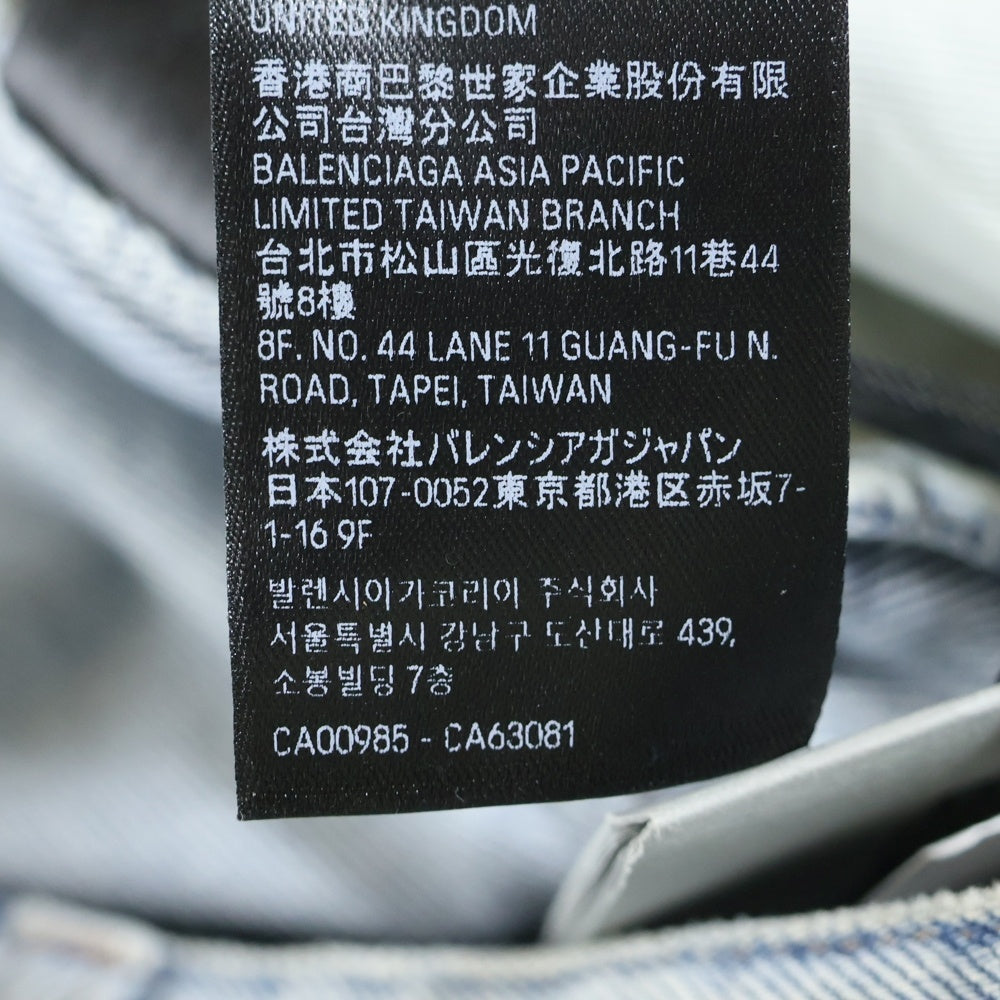 UNITED KINGDOM
香港商巴黎世家企業股份有限
公司台灣分公司
BALENCIAGA ASIA PACIFIC
LIMITED TAIWAN BRANCH
台北市松山區光復北路11巷44
號8樓
8F. NO. 44 LANE 11 GUANG-FU N.
ROAD, TAPEI, TAIWAN
株式会社バレンシアガジャパン
日本107-0052東京都港区赤坂7-
1-16 9F
발렌시아가코리아 주식회사
서울특별시 강남구 도산대로 439,
소봉빌딩 7층
CA00985 - CA63081